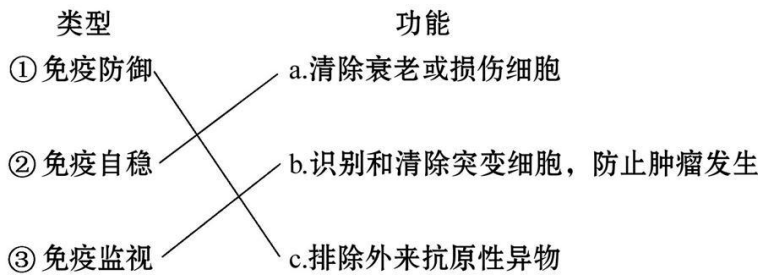 类型 功能
①免疫防御 a.清除衰老或损伤细胞
②免疫自稳 b.识别和清除突变细胞，防止肿瘤发生
③免疫监视 c.排除外来抗原性异物